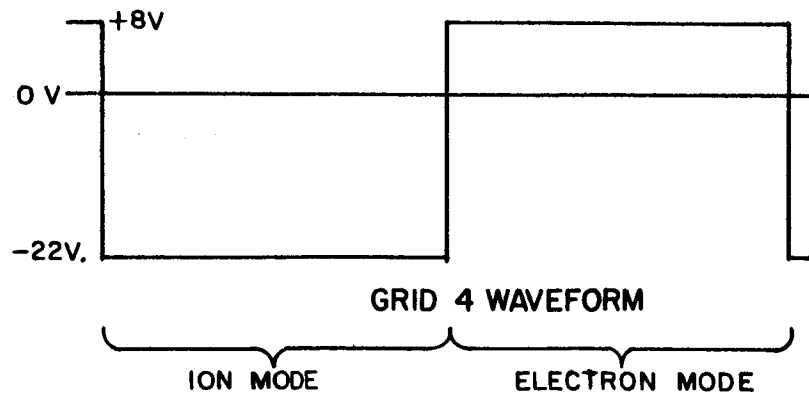 +8V
0 V
-22V.
GRID 4 WAVEFORM
ION MODE ELECTRON MODE